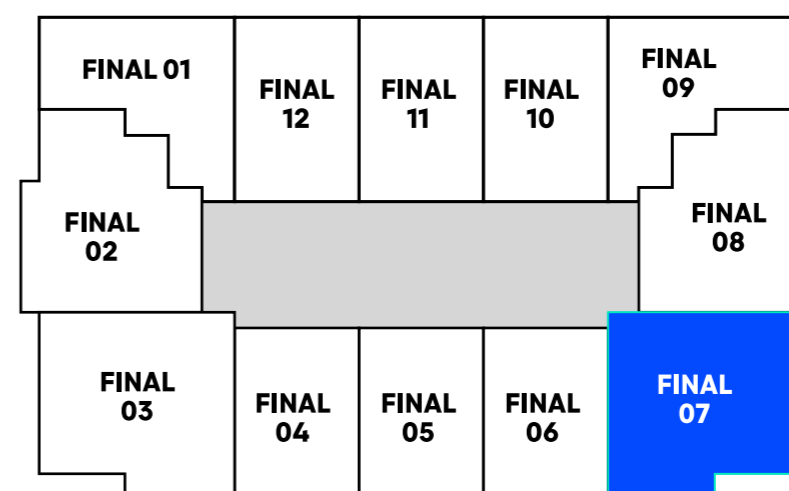 FINAL 01
FINAL
12
FINAL
11
FINAL
10
FINAL
09
FINAL
02
FINAL
08
FINAL
03
FINAL
04
FINAL
05
FINAL
06
FINAL
07